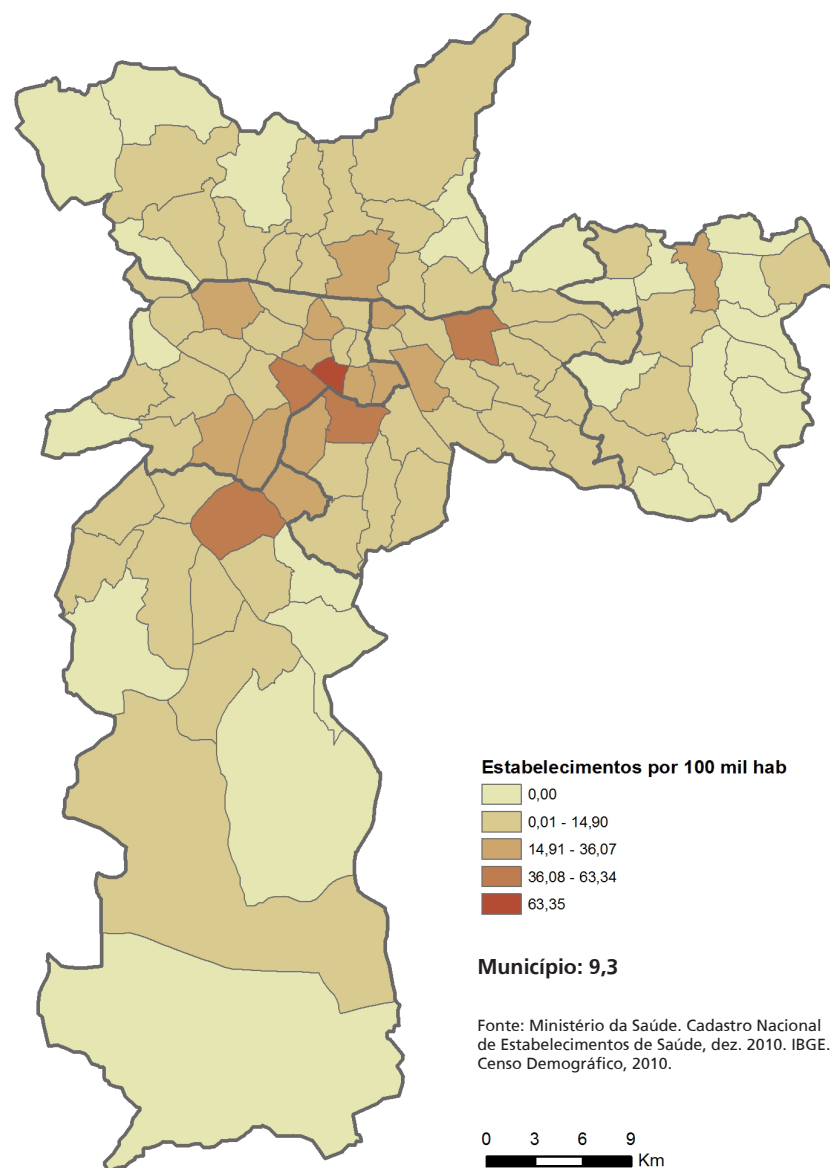 Estabelecimentos por 100 mil hab
0,00
0,01 - 14,90
14,91 - 36,07
36,08 - 63,34
63,35
Município: 9,3
Fonte: Ministério da Saúde. Cadastro Nacional
de Estabelecimentos de Saúde, dez. 2010. IBGE.
Censo Demográfico, 2010.
0 3 6 9
Km